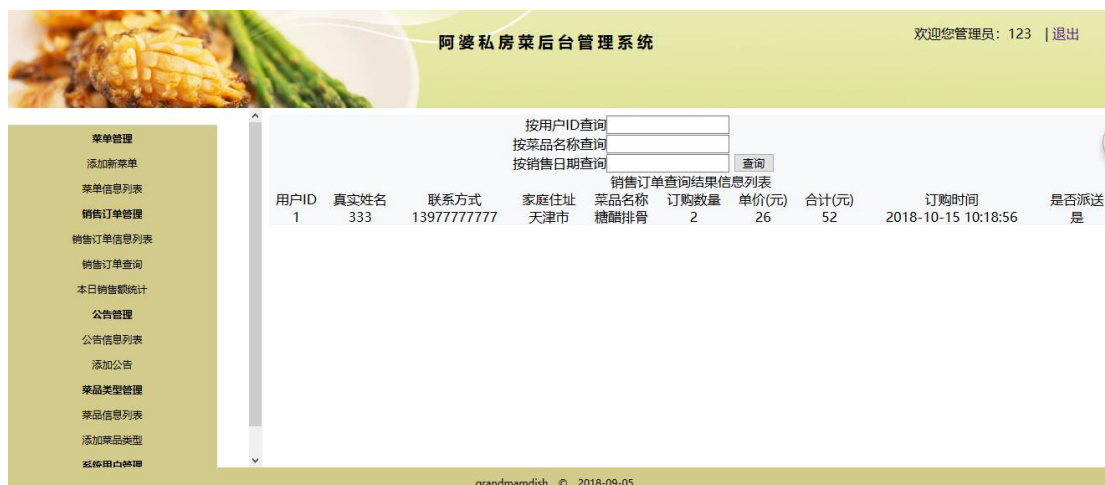 阿婆私房菜后台管理系统
欢迎您管理员：123 |退出
菜单管理
添加新菜单
菜单信息列表
销售订单管理
销售订单信息列表
销售订单查询
本日销售额统计
公告管理
公告信息列表
添加公告
菜品类型管理
菜品信息列表
添加菜品类型
系统用户管理
按用户ID查询
按菜品名称查询
按销售日期查询 查询
销售订单查询结果信息列表
用户ID 真实姓名 联系方式 家庭住址 菜品名称 订购数量 单价(元) 合计(元) 订购时间 是否派送
1 333 13977777777 天津市 糖醋排骨 2 26 52 2018-10-15 10:18:56 是
grandmamdish © 2018-09-05